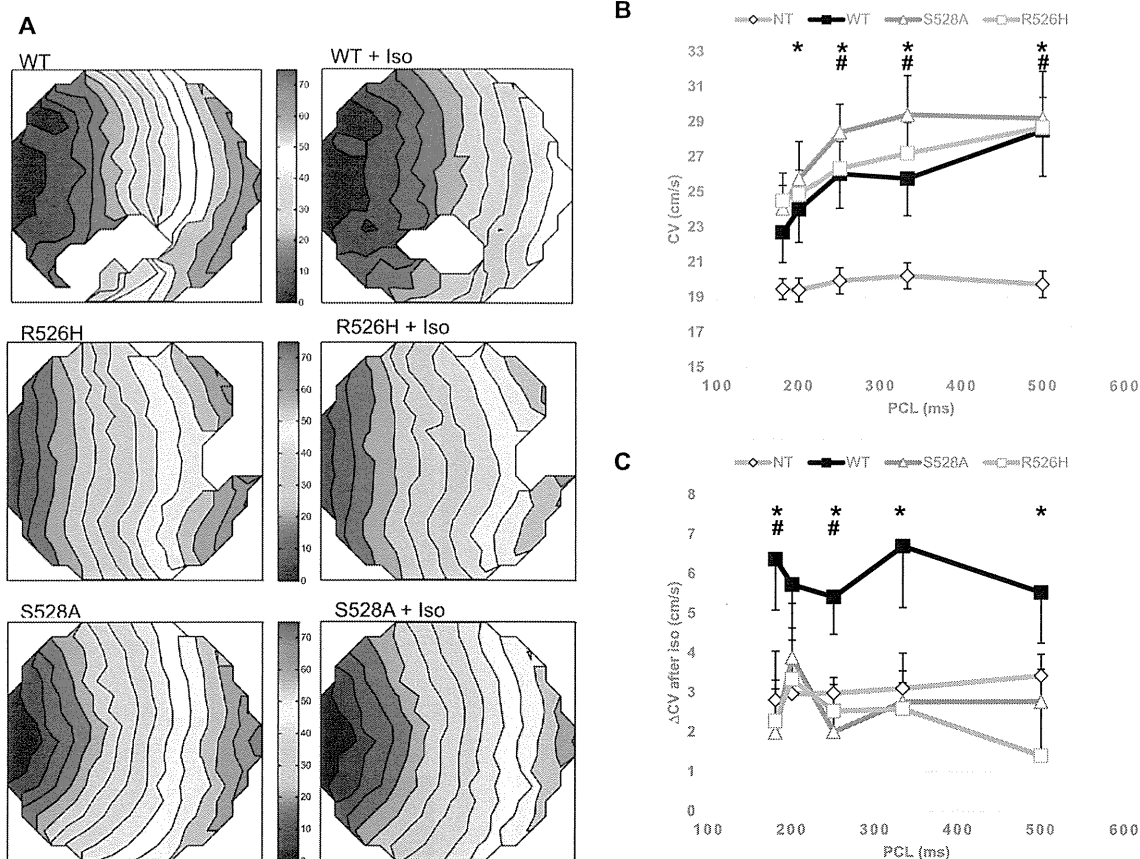 A
WT
WT + Iso
70
60
50
40
30
20
10
0
R526H
R526H + Iso
70
60
50
40
30
20
10
0
S528A
S528A + Iso
70
60
50
40
30
20
10
0
B
NT WT S528A R526H
* * * *
# # #
33
31
29
27
25
23
21
19
17
15
CV (cm/s)
100 200 300 400 500 600
PCL (ms)
C
NT WT S528A R526H
* * * *
# #
8
7
6
5
4
3
2
1
0
ΔCV after iso (cm/s)
100 200 300 400 500 600
PCL (ms)